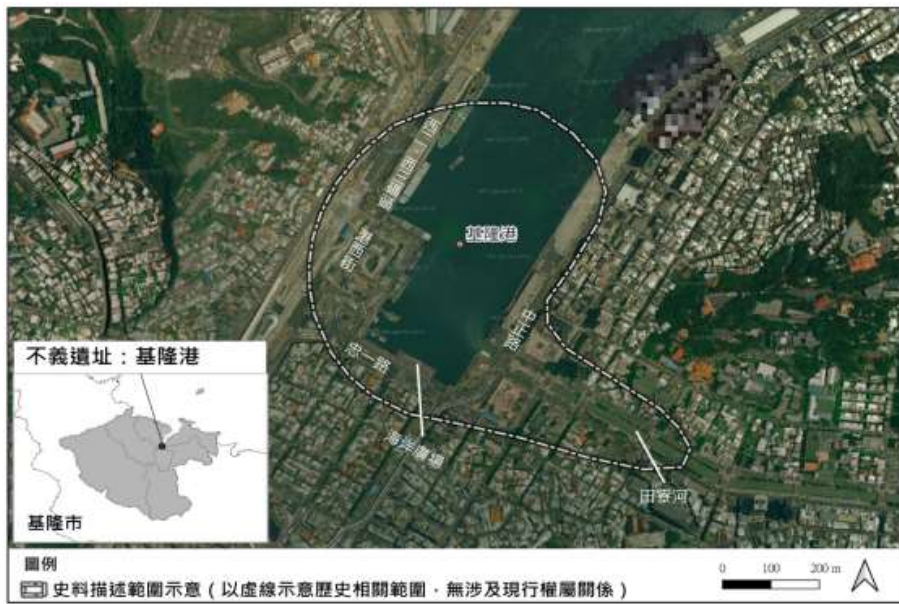 基隆港
港西街
忠一路
中正路
海洋廣場
田寮河
不義遺址：基隆港
基隆市
圖例
史料描述範圍示意（以虛線示意歷史相關範圍，無涉及現行權屬關係）
0 100 200 m